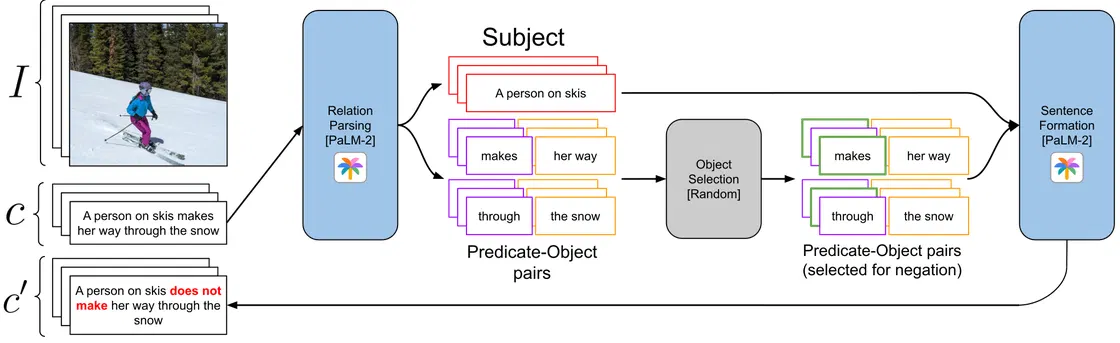 I
c
A person on skis makes
her way through the snow
c′
A person on skis does not
make her way through the
snow
Relation
Parsing
[PaLM-2]
Subject
A person on skis
makes
her way
through
the snow
Predicate-Object
pairs
Object
Selection
[Random]
makes
her way
through
the snow
Predicate-Object pairs
(selected for negation)
Sentence
Formation
[PaLM-2]